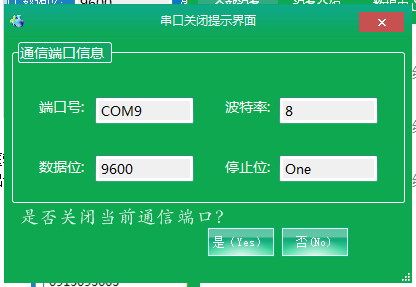 9600
串口关闭提示界面
通信端口信息
端口号: COM9 波特率: 8
数据位: 9600 停止位: One
是否关闭当前通信端口?
是（Yes） 否(No)